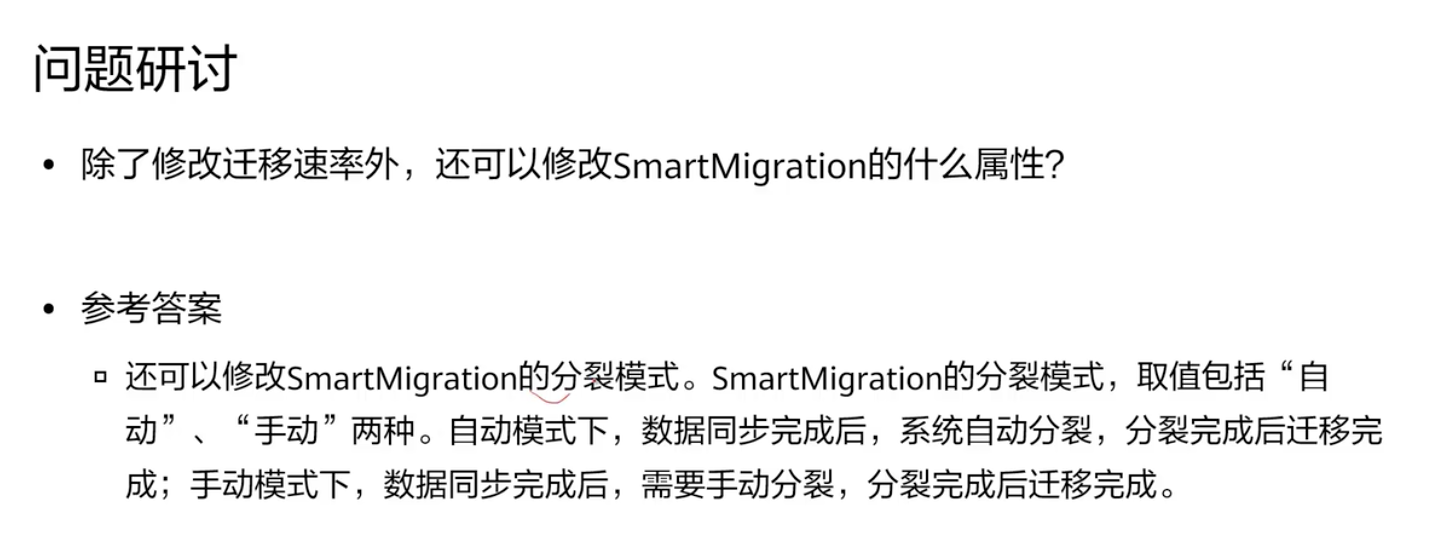 问题研讨
• 除了修改迁移速率外，还可以修改SmartMigration的什么属性？
• 参考答案
▫ 还可以修改SmartMigration的分裂模式。SmartMigration的分裂模式，取值包括“自
动”、“手动”两种。自动模式下，数据同步完成后，系统自动分裂，分裂完成后迁移完
成；手动模式下，数据同步完成后，需要手动分裂，分裂完成后迁移完成。